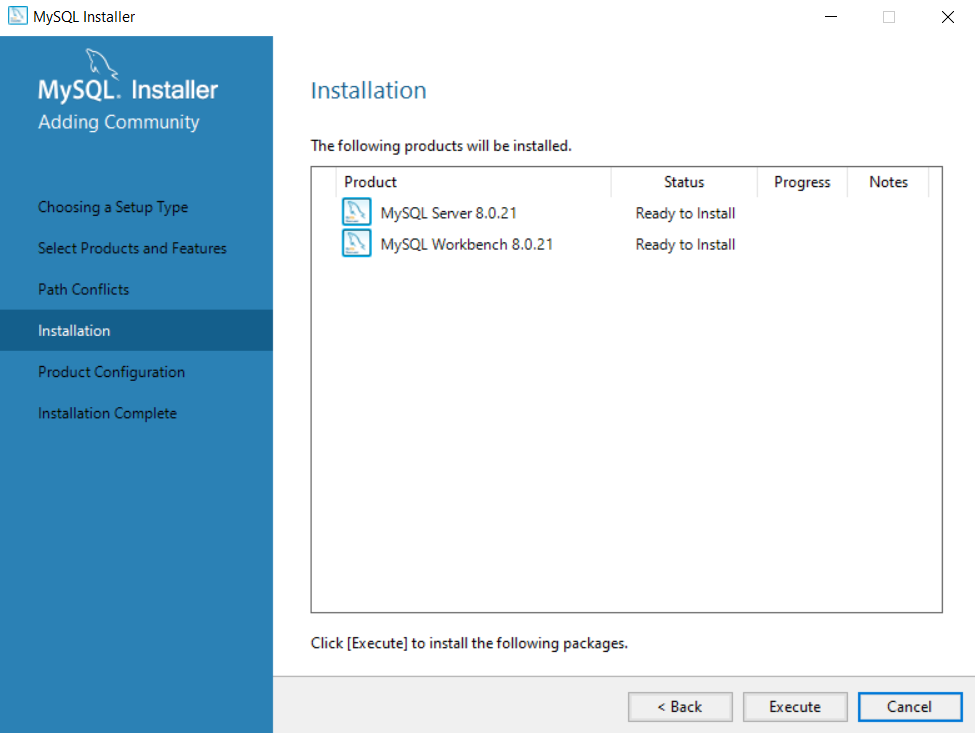 MySQL Installer
MySQL. Installer
Adding Community
Choosing a Setup Type
Select Products and Features
Path Conflicts
Installation
Product Configuration
Installation Complete
Installation
The following products will be installed.
Product Status Progress Notes
MySQL Server 8.0.21 Ready to Install
MySQL Workbench 8.0.21 Ready to Install
Click [Execute] to install the following packages.
< Back Execute Cancel